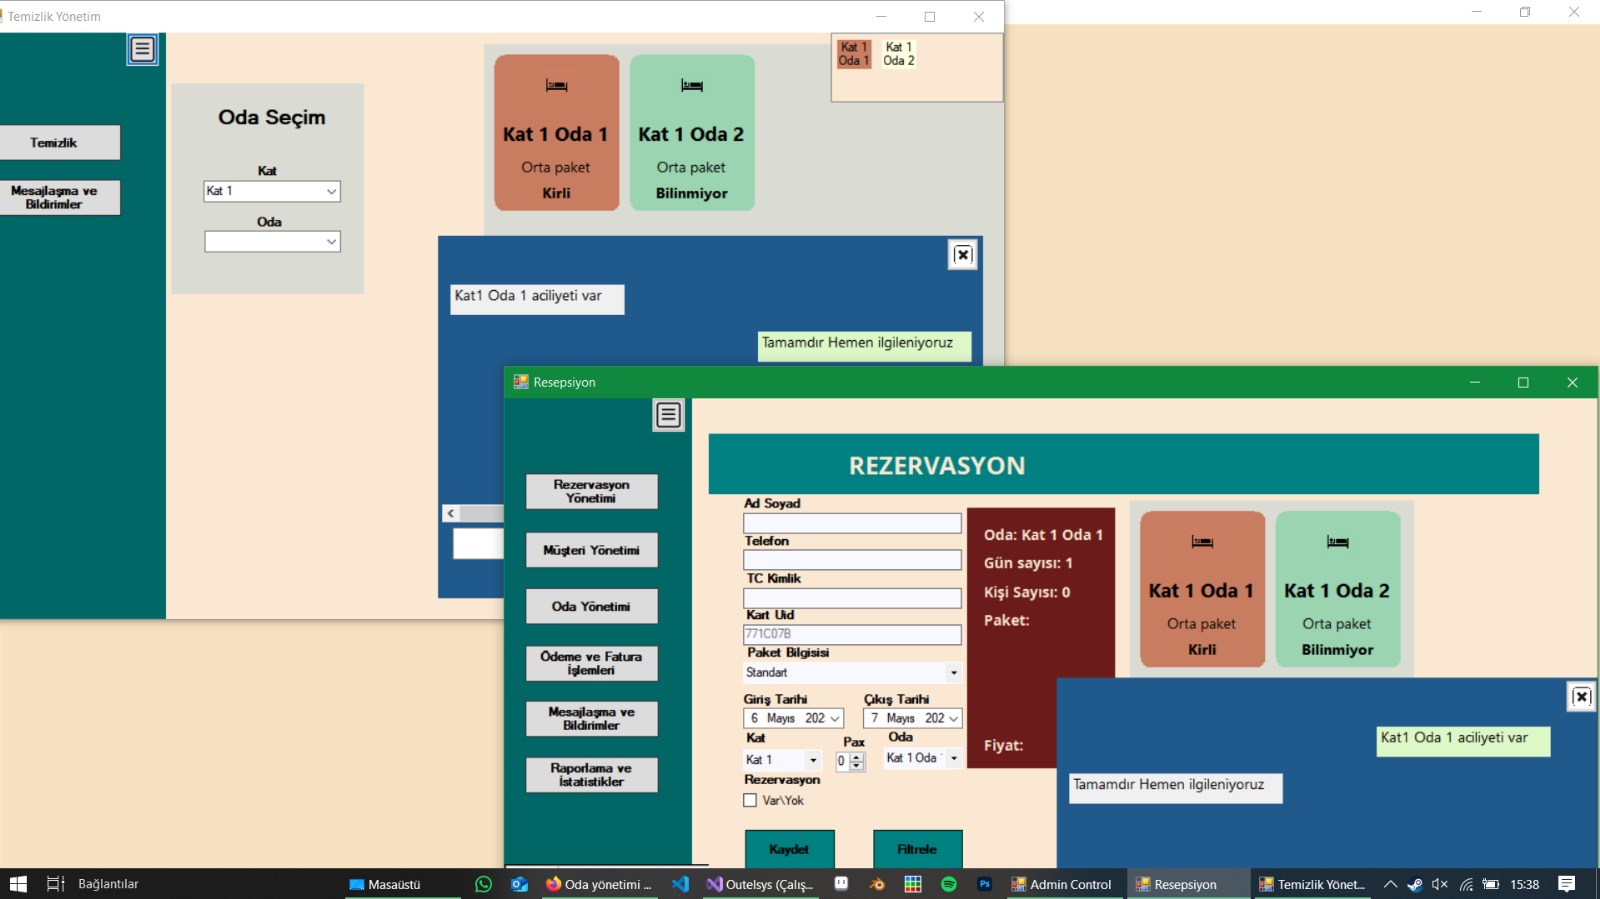 Temizlik Yönetim
Temizlik
Mesajlaşma ve
Bildirimler
Oda Seçim
Kat
Kat 1
Oda
Kat 1 Oda 1
Orta paket
Kirli
Kat 1 Oda 2
Orta paket
Bilinmiyor
Kat 1
Oda 1
Kat 1
Oda 2
Kat1 Oda 1 aciliyeti var
Tamamdır Hemen ilgileniyoruz
Resepsiyon
Rezervasyon
Yönetimi
Müşteri Yönetimi
Oda Yönetimi
Ödeme ve Fatura
İşlemleri
Mesajlaşma ve
Bildirimler
Raporlama ve
İstatistikler
REZERVASYON
Ad Soyad
Telefon
TC Kimlik
Kart Uid
771C07B
Paket Bilgisisi
Standart
Giriş Tarihi
6 Mayıs 202
Çıkış Tarihi
7 Mayıs 202
Kat
Kat 1
Pax
0
Oda
Kat 1 Oda
Rezervasyon
Var\Yok
Kaydet
Filtrele
Oda: Kat 1 Oda 1
Gün sayısı: 1
Kişi Sayısı: 0
Paket:
Fiyat:
Kat 1 Oda 1
Orta paket
Kirli
Kat 1 Oda 2
Orta paket
Bilinmiyor
Kat1 Oda 1 aciliyeti var
Tamamdır Hemen ilgileniyoruz
Bağlantılar
Masaüstü
Oda yönetimi ...
Outelsys (Çalış...
Ps
Admin Control
Resepsiyon
Temizlik Yönet...
15:38